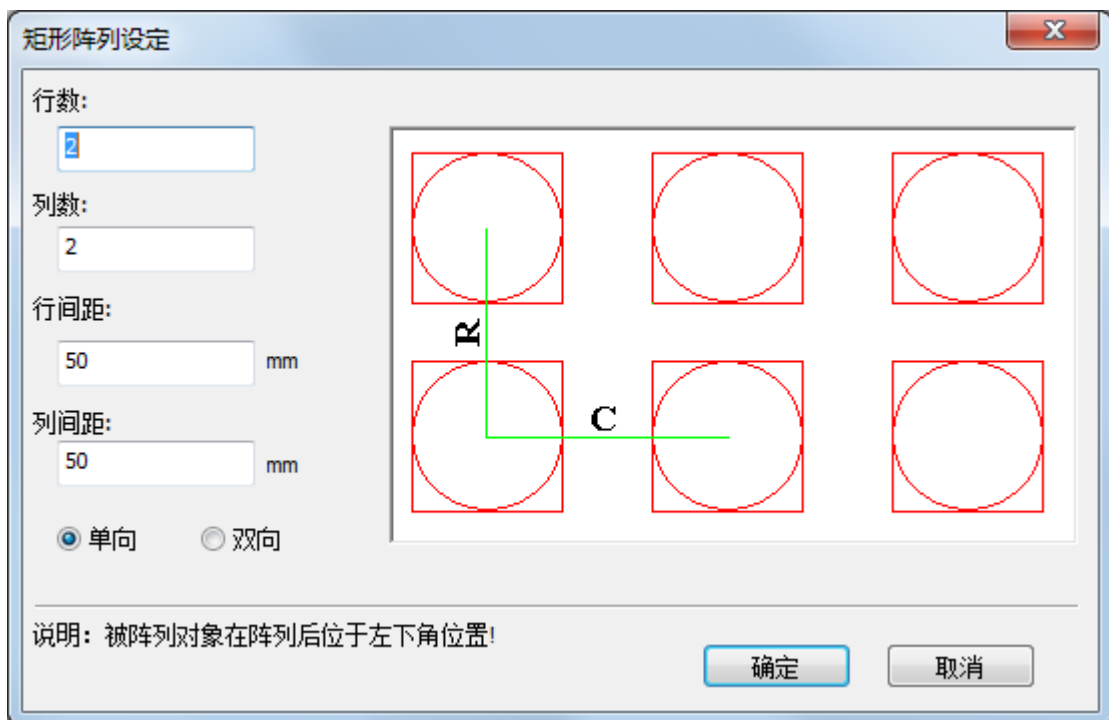 矩形阵列设定
行数:
2
列数:
2
行间距:
50 mm
列间距:
50 mm
单向 双向
R
C
说明：被阵列对象在阵列后位于左下角位置!
确定 取消